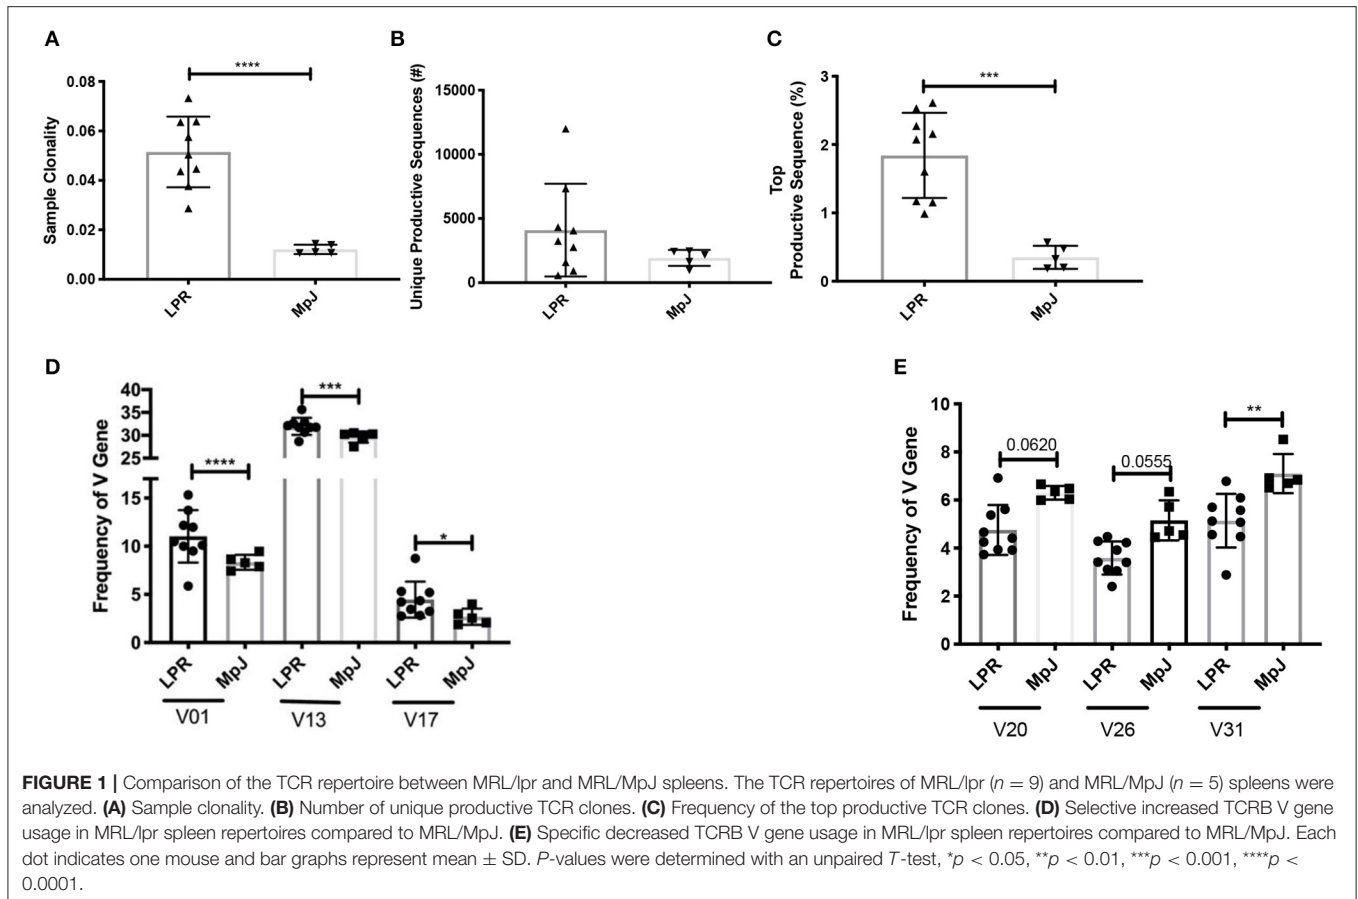 A
****
0.08
0.06
0.04
0.02
0.00
Sample Clonality
LPR
MpJ
B
15000
10000
5000
0
Unique Productive Sequences (#)
LPR
MpJ
C
***
3
2
1
0
Top
Productive Sequence (%)
LPR
MpJ
D
40
35
30
25
15
10
5
0
Frequency of V Gene
****
***
*
LPR
MpJ
LPR
MpJ
LPR
MpJ
V01
V13
V17
E
10
8
6
4
2
0
Frequency of V Gene
0.0620
0.0555
**
LPR
MpJ
LPR
MpJ
LPR
MpJ
V20
V26
V31
FIGURE 1 | Comparison of the TCR repertoire between MRL/lpr and MRL/MpJ spleens. The TCR repertoires of MRL/lpr (n = 9) and MRL/MpJ (n = 5) spleens were
analyzed. (A) Sample clonality. (B) Number of unique productive TCR clones. (C) Frequency of the top productive TCR clones. (D) Selective increased TCRB V gene
usage in MRL/lpr spleen repertoires compared to MRL/MpJ. (E) Specific decreased TCRB V gene usage in MRL/lpr spleen repertoires compared to MRL/MpJ. Each
dot indicates one mouse and bar graphs represent mean ± SD. P-values were determined with an unpaired T-test, *p < 0.05, **p < 0.01, ***p < 0.001, ****p <
0.0001.